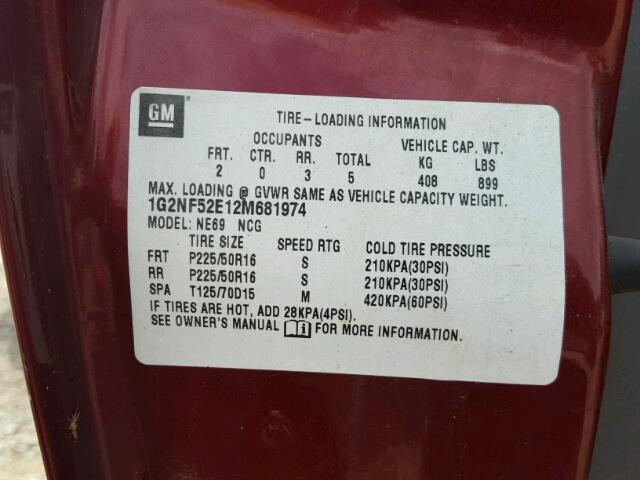 GM
TIRE-LOADING INFORMATION
OCCUPANTS VEHICLE CAP. WT.
FRT. CTR. RR. TOTAL KG LBS
2 0 3 5 408 899
MAX. LOADING @ GVWR SAME AS VEHICLE CAPACITY WEIGHT.
1G2NF52E12M681974
MODEL: NE69 NCG
TIRE SIZE SPEED RTG COLD TIRE PRESSURE
FRT P225/50R16 S 210KPA(30PSI)
RR P225/50R16 S 210KPA(30PSI)
SPA T125/70D15 M 420KPA(60PSI)
IF TIRES ARE HOT, ADD 28KPA(4PSI).
SEE OWNER'S MANUAL i FOR MORE INFORMATION.